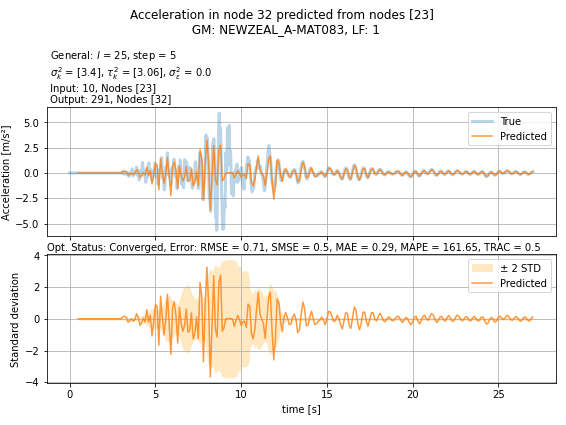 Acceleration in node 32 predicted from nodes [23]
GM: NEWZEAL_A-MAT083, LF: 1
General: l = 25, step = 5
σ²ₖ = [3.4], τ²ₖ = [3.06], σ²ₑ = 0.0
Input: 10, Nodes [23]
Output: 291, Nodes [32]
Acceleration [m/s²]
5.0
2.5
0.0
−2.5
−5.0
True
Predicted
Opt. Status: Converged, Error: RMSE = 0.71, SMSE = 0.5, MAE = 0.29, MAPE = 161.65, TRAC = 0.5
Standard deviation
4
2
0
−2
−4
± 2 STD
Predicted
0
5
10
15
20
25
time [s]